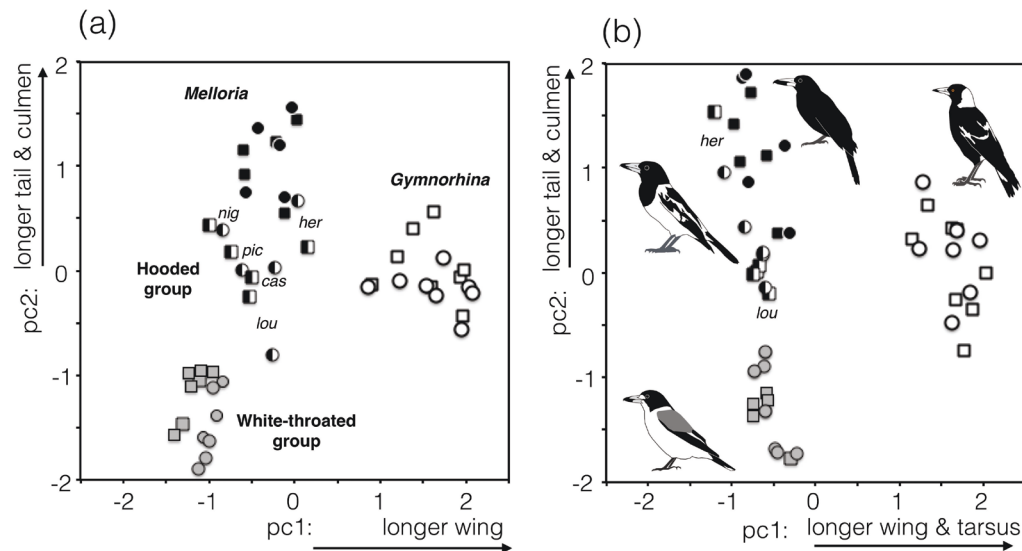 (a)
pc2: longer tail & culmen
2
1
0
-1
-2
Melloria
Gymnorhina
nig
her
pic
Hooded
group
cas
lou
White-throated
group
-2
-1
0
1
2
pc1: longer wing
(b)
pc2: longer tail & culmen
2
1
0
-1
-2
her
lou
-2
-1
0
1
2
pc1: longer wing & tarsus